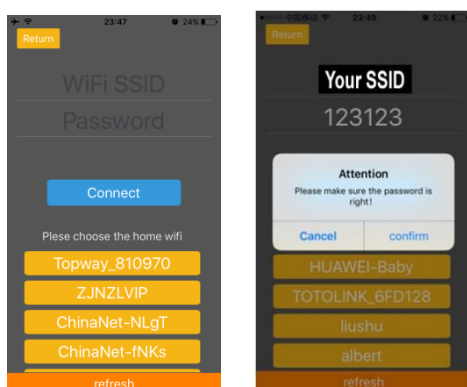 23:47
24%
Return
WiFi SSID
Password
Connect
Plese choose the home wifi
Topway_810970
ZJNZLVIP
ChinaNet-NLgT
ChinaNet-fNKs
refresh
中国移动
23:49
22%
Return
Your SSID
123123
Attention
Please make sure the password is
right!
Cancel confirm
HUAWEI-Baby
TOTOLINK_6FD128
liushu
albert
refresh